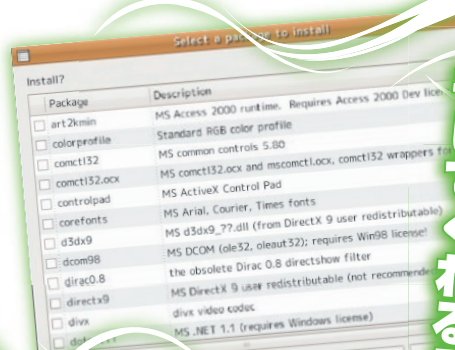 Select a package to install
Install?
Package Description
art2kmin MS Access 2000 runtime. Requires Access 2000 Dev
colorprofile Standard RGB color profile
comctl32 MS common controls 5.80
comctl32.ocx MS comctl32.ocx and mscomctl.ocx, comctl32 wrappers for
controlpad MS ActiveX Control Pad
corefonts MS Arial, Courier, Times fonts
d3dx9 MS d3dx9_??.dll (from DirectX 9 user redistributable)
dcom98 MS DCOM (ole32, oleaut32); requires Win98 license!
dirac0.8 the obsolete Dirac 0.8 directshow filter
directx9 MS DirectX 9 user redistributable (not
divx divx video codec
MS .NET 1.1 (requires Windows license)